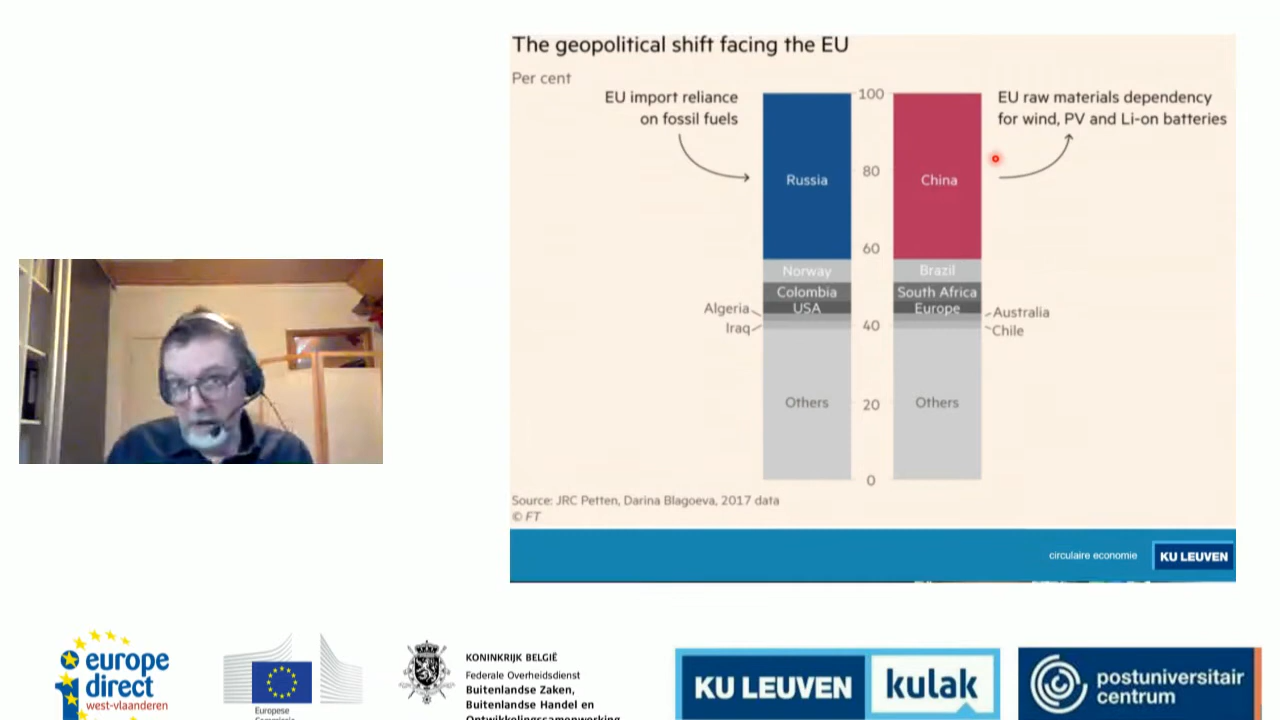 The geopolitical shift facing the EU
Per cent
EU import reliance
on fossil fuels
100
80
60
40
20
0
EU raw materials dependency
for wind, PV and Li-on batteries
Russia
Norway
Colombia
USA
Algeria
Iraq
Others
China
Brazil
South Africa
Europe
Australia
Chile
Others
Source: JRC Petten, Darina Blagoeva, 2017 data
© FT
circulaire economie
KU LEUVEN
europe
direct
west-vlaanderen
Europese
Commissie
KONINKRIJK BELGIË
Federale Overheidsdienst
Buitenlandse Zaken,
Buitenlandse Handel en
Ontwikkelingssamenwerking
KU LEUVEN
kulak
postuniversitair
centrum